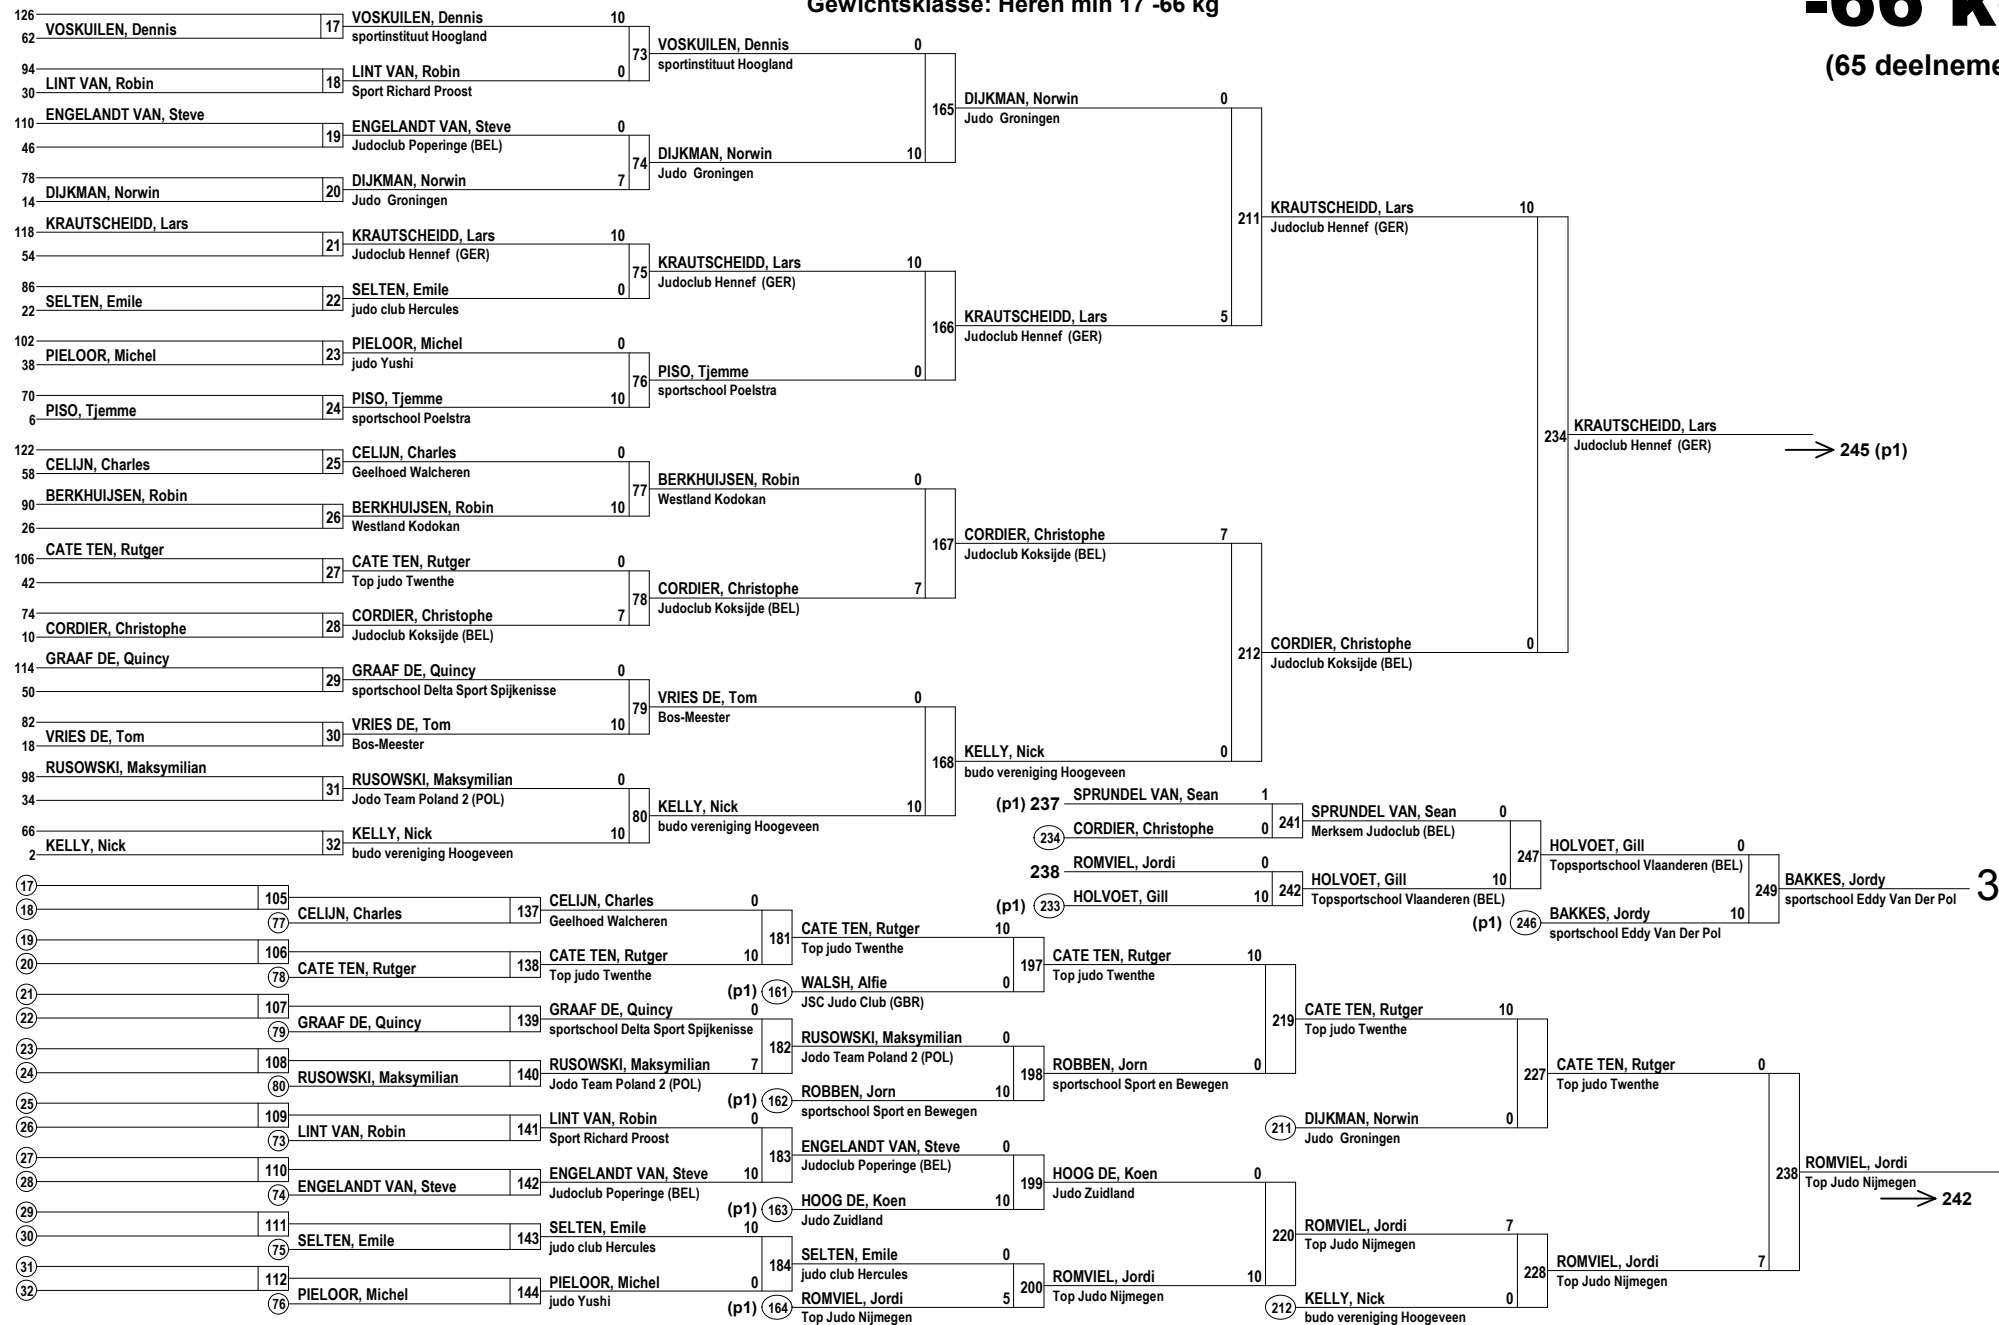 Gewichtsklasse: Heren min 17 -66 kg
(65
126
62
VOSKUILEN, Dennis
17
94
30
LINT VAN, Robin
18
ENGELANDT VAN, Steve
110
46
19
78
14
DIJKMAN, Norwin
20
KRAUTSCHEIDD, Lars
118
54
21
86
22
SELTEN, Emile
22
102
38
PIELOOR, Michel
23
70
6
PISO, Tjemme
24
122
58
CELIJN, Charles
25
BERKHUIJSEN, Robin
90
26
26
CATE TEN, Rutger
106
42
27
74
10
CORDIER, Christophe
28
GRAAF DE, Quincy
114
50
29
82
18
VRIES DE, Tom
30
RUSOWSKI, Maksymilian
98
34
31
66
2
KELLY, Nick
32
VOSKUILEN, Dennis 10
sportinstituut Hoogland
73
LINT VAN, Robin 0
Sport Richard Proost
ENGELANDT VAN, Steve 0
Judoclub Poperinge (BEL)
74
DIJKMAN, Norwin 7
Judo Groningen
KRAUTSCHEIDD, Lars 10
Judoclub Hennef (GER)
75
SELTEN, Emile 0
judo club Hercules
PIELOOR, Michel 0
judo Yushi
76
PISO, Tjemme 10
sportschool Poelstra
CELIJN, Charles 0
Geelhoed Walcheren
77
BERKHUIJSEN, Robin 10
Westland Kodokan
CATE TEN, Rutger 0
Top judo Twenthe
78
CORDIER, Christophe 7
Judoclub Koksijde (BEL)
GRAAF DE, Quincy 0
sportschool Delta Sport Spijkenisse
79
VRIES DE, Tom 10
Bos-Meester
RUSOWSKI, Maksymilian 0
Jodo Team Poland 2 (POL)
80
KELLY, Nick 10
budo vereniging Hoogeveen
VOSKUILEN, Dennis 0
sportinstituut Hoogland
165
DIJKMAN, Norwin 10
Judo Groningen
KRAUTSCHEIDD, Lars 10
Judoclub Hennef (GER)
166
PISO, Tjemme 0
sportschool Poelstra
BERKHUIJSEN, Robin 0
Westland Kodokan
167
CORDIER, Christophe 7
Judoclub Koksijde (BEL)
VRIES DE, Tom 0
Bos-Meester
168
KELLY, Nick 10
budo vereniging Hoogeveen
DIJKMAN, Norwin 0
Judo Groningen
211
KRAUTSCHEIDD, Lars 5
Judoclub Hennef (GER)
CORDIER, Christophe 7
Judoclub Koksijde (BEL)
212
KELLY, Nick 0
budo vereniging Hoogeveen
KRAUTSCHEIDD, Lars 10
Judoclub Hennef (GER)
234
CORDIER, Christophe 0
Judoclub Koksijde (BEL)
KRAUTSCHEIDD, Lars
Judoclub Hennef (GER)
245 (p1)
(p1) 237 SPRUNDEL VAN, Sean 1
234 CORDIER, Christophe 0
241
238 ROMVIEL, Jordi 0
(p1) 233 HOLVOET, Gill 10
242
SPRUNDEL VAN, Sean 0
Merksem Judoclub (BEL)
247
HOLVOET, Gill 10
Topsportschool Vlaanderen (BEL)
HOLVOET, Gill 0
Topsportschool Vlaanderen (BEL)
249
(p1) 246 BAKKES, Jordy 10
sportschool Eddy Van Der Pol
BAKKES, Jordy
sportschool Eddy Van Der Pol
3
17
18
105
77
CELIJN, Charles
137
19
20
106
78
CATE TEN, Rutger
138
21
22
107
79
GRAAF DE, Quincy
139
23
24
108
80
RUSOWSKI, Maksymilian
140
25
26
109
73
LINT VAN, Robin
141
27
28
110
74
ENGELANDT VAN, Steve
142
29
30
111
75
SELTEN, Emile
143
31
32
112
76
PIELOOR, Michel
144
CELIJN, Charles 0
Geelhoed Walcheren
181
CATE TEN, Rutger 10
Top judo Twenthe
GRAAF DE, Quincy 0
sportschool Delta Sport Spijkenisse
182
RUSOWSKI, Maksymilian 7
Jodo Team Poland 2 (POL)
LINT VAN, Robin 0
Sport Richard Proost
183
ENGELANDT VAN, Steve 10
Judoclub Poperinge (BEL)
SELTEN, Emile 10
judo club Hercules
184
PIELOOR, Michel 0
judo Yushi
CATE TEN, Rutger 10
Top judo Twenthe
197
(p1) 161 WALSH, Alfie 0
JSC Judo Club (GBR)
RUSOWSKI, Maksymilian 0
Jodo Team Poland 2 (POL)
198
(p1) 162 ROBBEN, Jorn 10
sportschool Sport en Bewegen
ENGELANDT VAN, Steve 0
Judoclub Poperinge (BEL)
199
(p1) 163 HOOG DE, Koen 10
Judo Zuidland
SELTEN, Emile 0
judo club Hercules
200
(p1) 164 ROMVIEL, Jordi 5
Top Judo Nijmegen
CATE TEN, Rutger 10
Top judo Twenthe
219
ROBBEN, Jorn 0
sportschool Sport en Bewegen
HOOG DE, Koen 0
Judo Zuidland
220
ROMVIEL, Jordi 10
Top Judo Nijmegen
CATE TEN, Rutger 10
Top judo Twenthe
227
211 DIJKMAN, Norwin 0
Judo Groningen
ROMVIEL, Jordi 7
Top Judo Nijmegen
228
212 KELLY, Nick 0
budo vereniging Hoogeveen
CATE TEN, Rutger 0
Top judo Twenthe
238
ROMVIEL, Jordi 7
Top Judo Nijmegen
ROMVIEL, Jordi
Top Judo Nijmegen
242